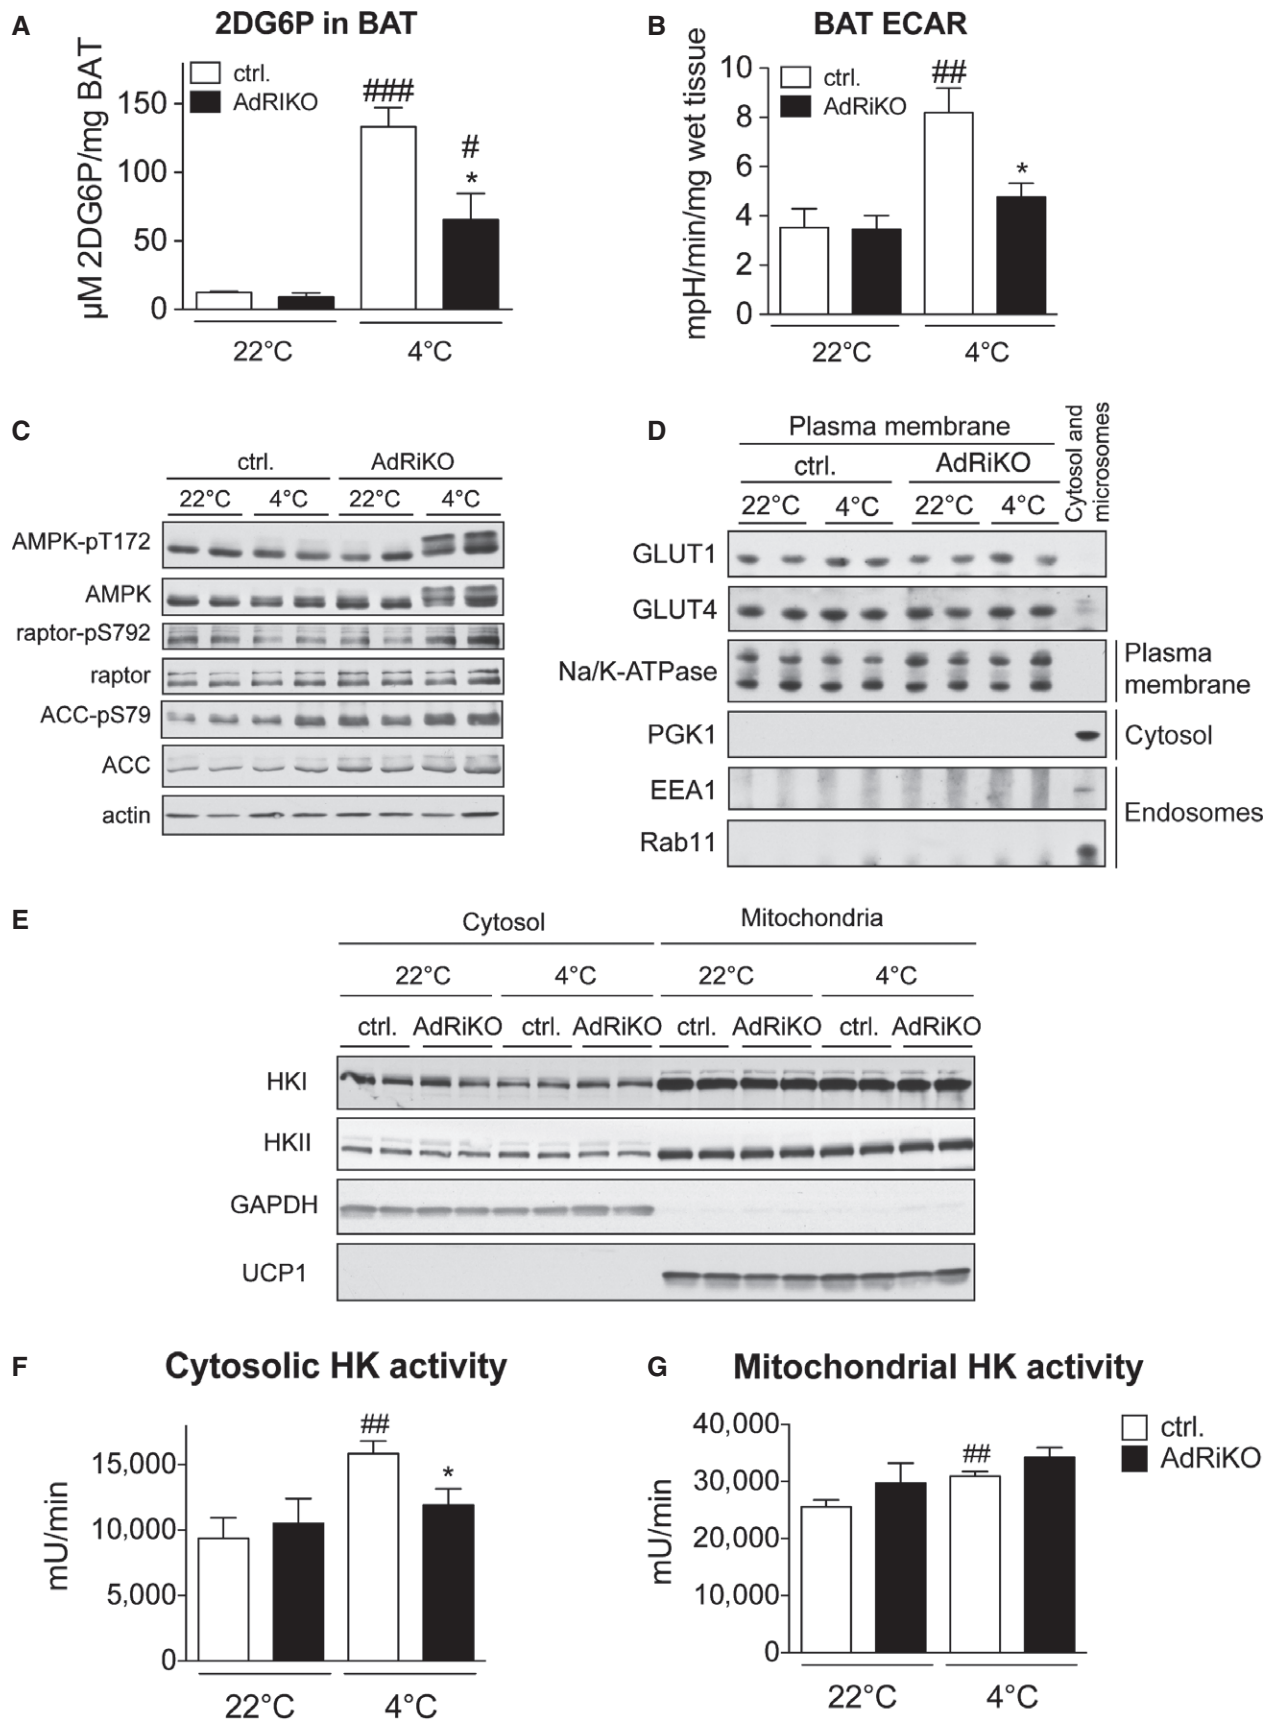 A
2DG6P in BAT
µM 2DG6P/mg BAT
150
100
50
0
ctrl.
AdRIKO
###
#
*
22°C
4°C
B
BAT ECAR
mpH/min/mg wet tissue
10
8
6
4
2
0
ctrl.
AdRiKO
##
*
22°C
4°C
C
ctrl.
AdRiKO
22°C 4°C 22°C 4°C
AMPK-pT172
AMPK
raptor-pS792
raptor
ACC-pS79
ACC
actin
D
Plasma membrane
ctrl.
AdRiKO
22°C 4°C 22°C 4°C
Cytosol and
microsomes
GLUT1
GLUT4
Na/K-ATPase
Plasma
membrane
PGK1
Cytosol
EEA1
Rab11
Endosomes
E
Cytosol
Mitochondria
22°C 4°C 22°C 4°C
ctrl. AdRiKO ctrl. AdRiKO ctrl. AdRiKO ctrl. AdRiKO
HKI
HKII
GAPDH
UCP1
F
Cytosolic HK activity
mU/min
15,000
10,000
5,000
0
##
*
22°C
4°C
G
Mitochondrial HK activity
mU/min
40,000
30,000
20,000
10,000
0
##
ctrl.
AdRiKO
22°C
4°C